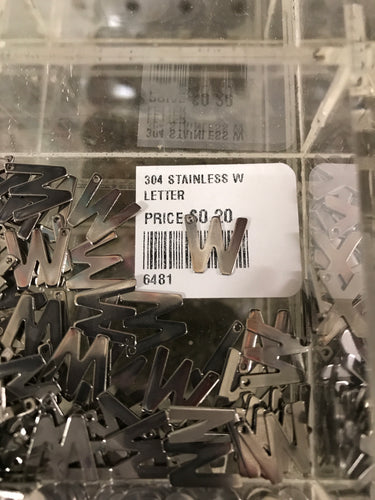 304 STAINLESS W
LETTER
PRICE $0.20
W
6481